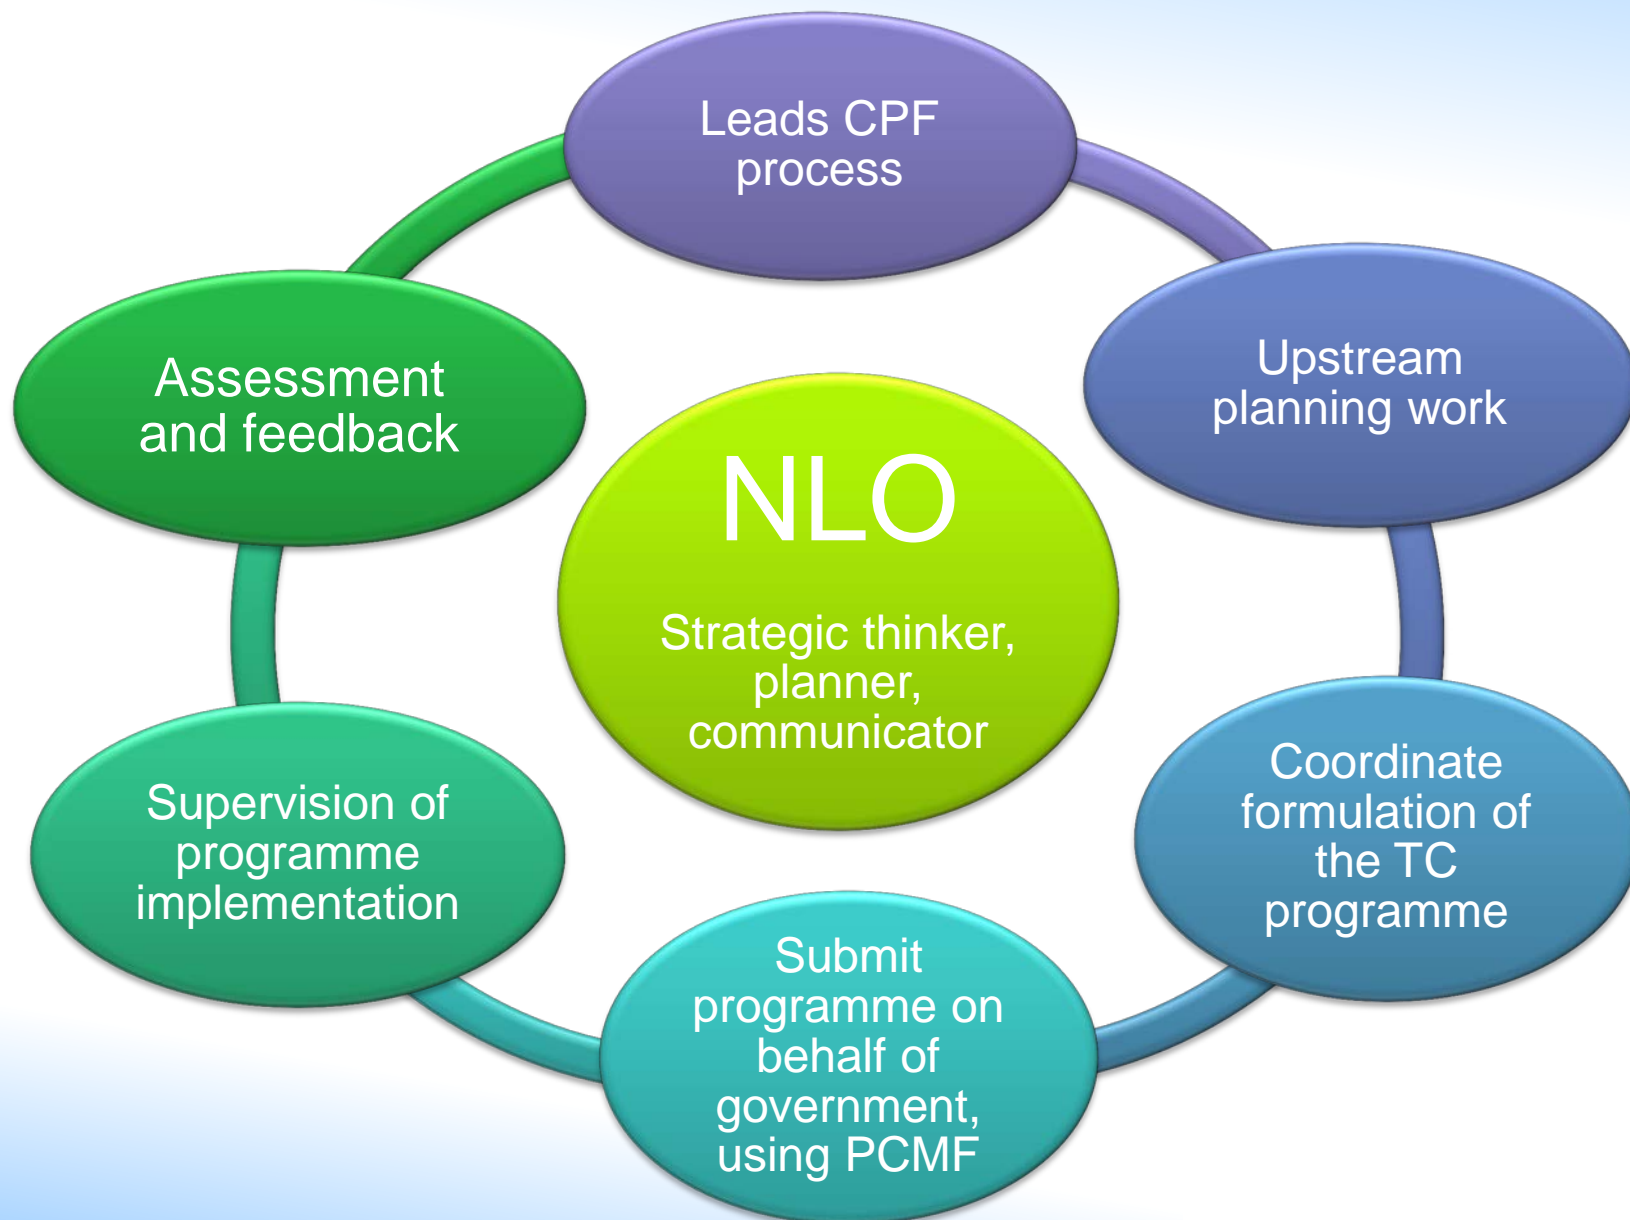 Leads CPF
process
Upstream
planning work
Coordinate
formulation of
the TC
programme
Submit
programme on
behalf of
government,
using PCMF
Supervision of
programme
implementation
Assessment
and feedback
NLO
Strategic thinker,
planner,
communicator